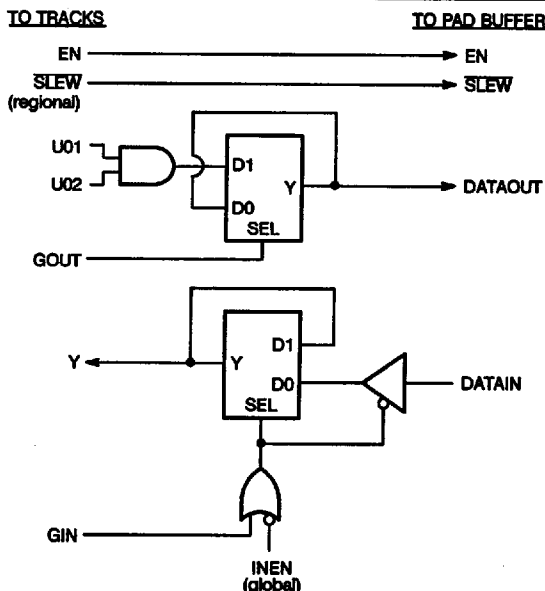 TO TRACKS
TO PAD BUFFER
EN
EN
SLEW
(regional)
SLEW
U01
U02
D1
D0
Y
SEL
DATAOUT
GOUT
Y
Y
D1
D0
SEL
DATAIN
GIN
INEN
(global)